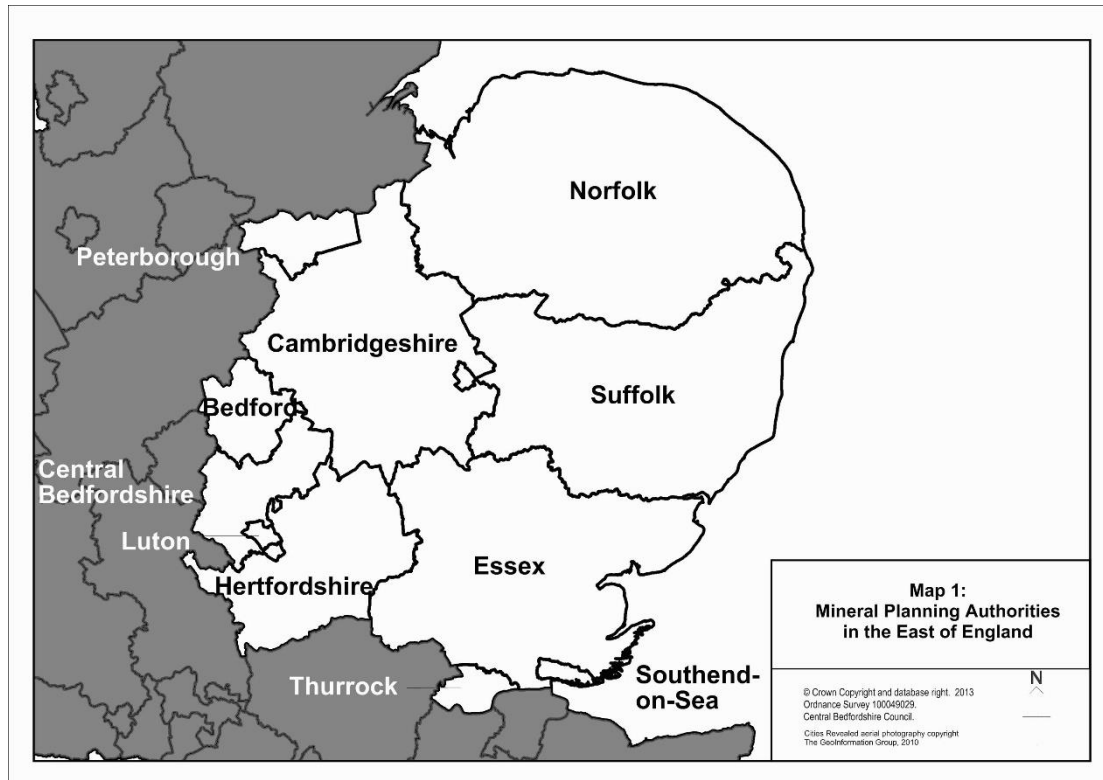 Norfolk
Peterborough
Cambridgeshire
Suffolk
Bedford
Central
Bedfordshire
Luton
Essex
Hertfordshire
Thurrock
Southend-
on-Sea
Map 1:
Mineral Planning Authorities
in the East of England
N
© Crown Copyright and database right. 2013
Ordnance Survey 100049029.
Central Bedfordshire Council.
Cities Revealed aerial photography copyright
The GeoInformation Group, 2010